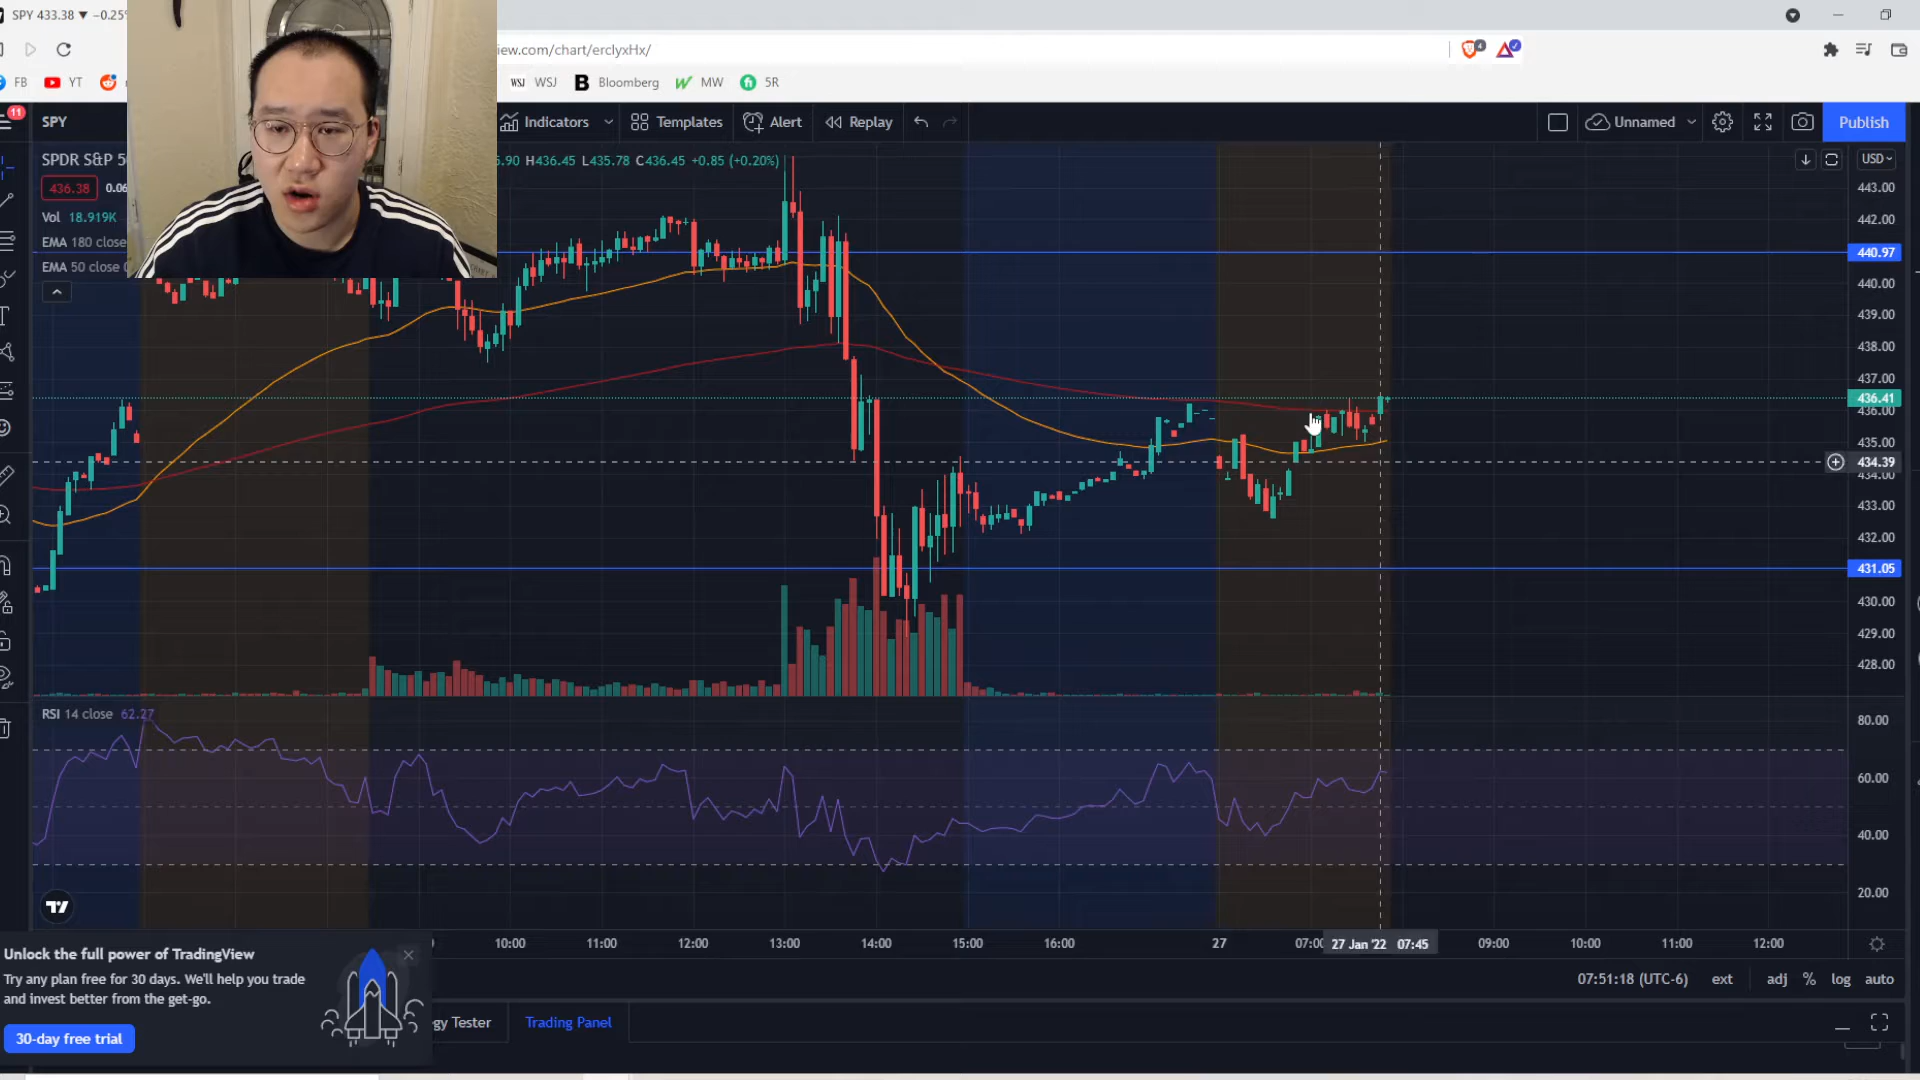 SPY 433.38 ▼ −0.25%
iew.com/chart/erclyxHx/
4
FB YT WSJ WSJ B Bloomberg MW 5R
11
SPY Indicators Templates Alert Replay Unnamed Publish
SPDR S&P 50 5.90 H436.45 L435.78 C436.45 +0.85 (+0.20%) USD
436.38 0.06
Vol 18.919K
EMA 180 close
EMA 50 close
443.00
442.00
440.97
440.00
439.00
438.00
437.00
436.41
436.00
435.00
434.39
434.00
433.00
432.00
431.05
430.00
429.00
428.00
RSI 14 close 62.27
80.00
60.00
40.00
20.00
10:00 11:00 12:00 13:00 14:00 15:00 16:00 27 07:00 27 Jan '22 07:45 09:00 10:00 11:00 12:00
Unlock the full power of TradingView
Try any plan free for 30 days. We'll help you trade
and invest better from the get-go.
30-day free trial
07:51:18 (UTC-6) ext adj % log auto
gy Tester Trading Panel